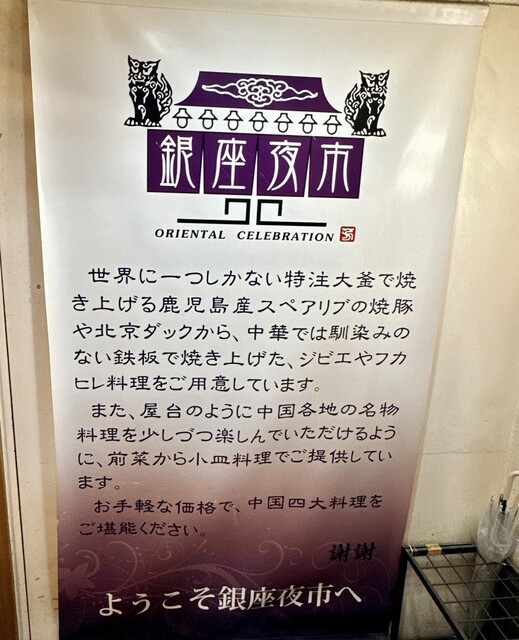 銀座夜市
ORIENTAL CELEBRATION
世界に一つしかない特注大釜で焼
き上げる鹿児島産スペアリブの焼豚
や北京ダックから、中華では馴染みの
ない鉄板で焼き上げた、ジビエやフカ
ヒレ料理をご用意しています。
また、屋台のように中国各地の名物
料理を少しづつ楽しんでいただけるよう
に、前菜から小皿料理でご提供してい
ます。
お手軽な価格で、中国四大料理を
ご堪能ください。
謝謝
ようこそ銀座夜市へ